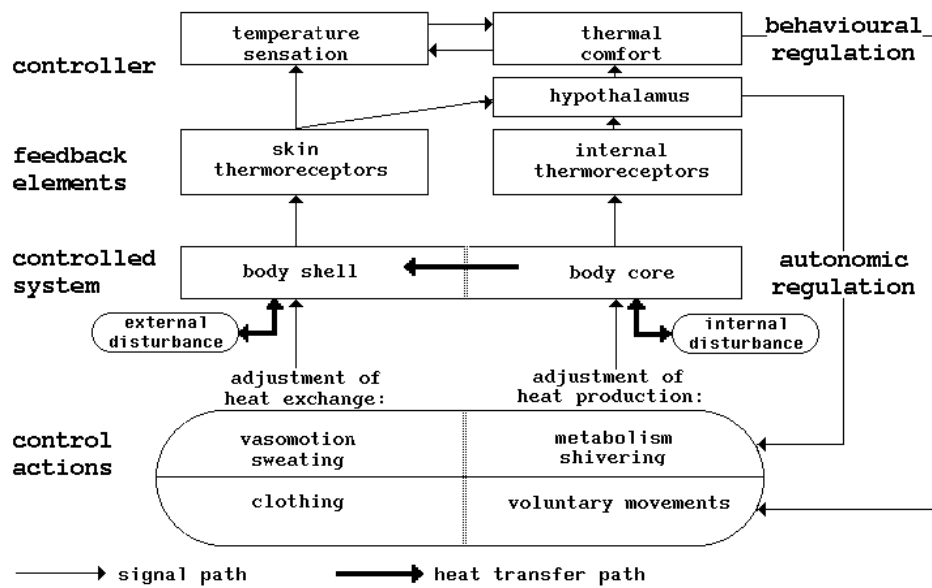 temperature
sensation
thermal
comfort
behavioural
regulation
controller
hypothalamus
feedback
elements
skin
thermoreceptors
internal
thermoreceptors
controlled
system
body shell
body core
autonomic
regulation
external
disturbance
internal
disturbance
adjustment of
heat exchange:
adjustment of
heat production:
control
actions
vasomotion
sweating
metabolism
shivering
clothing
voluntary movements
signal path
heat transfer path